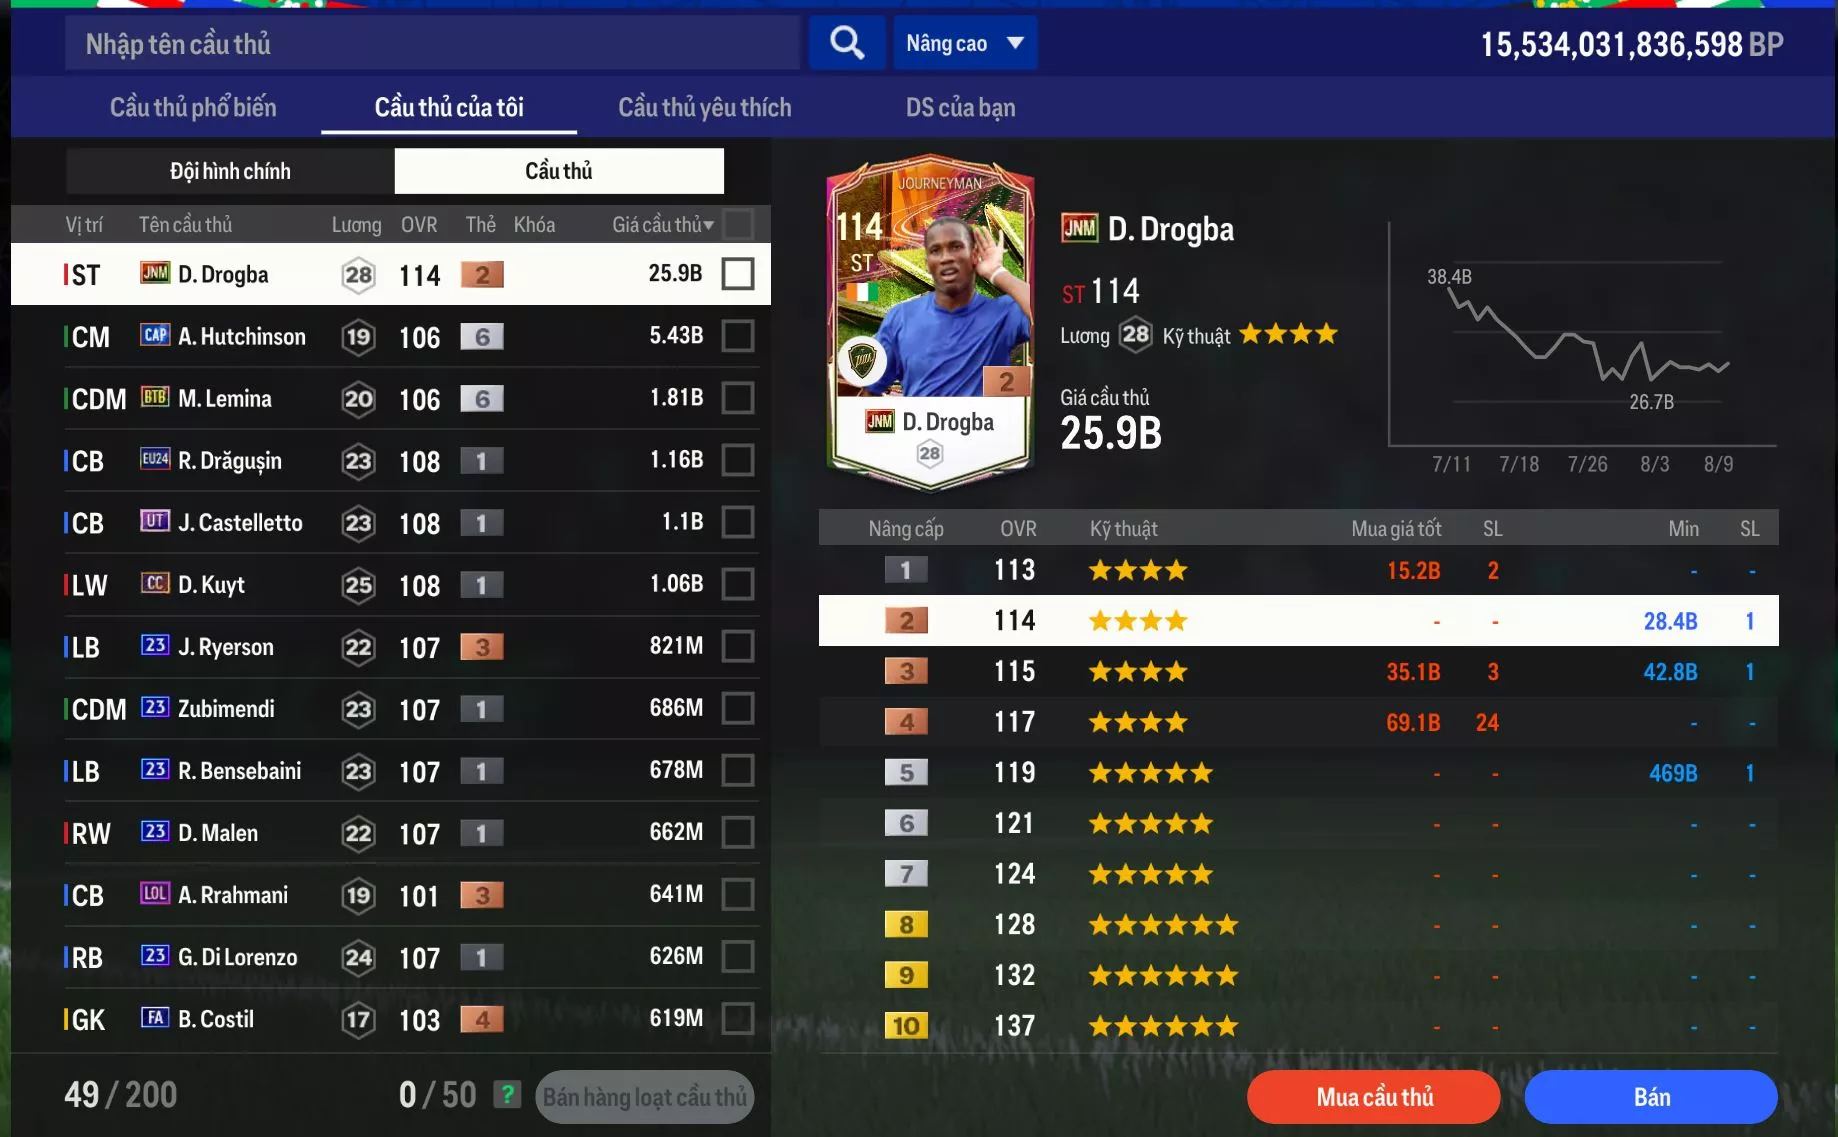 Nhập tên cầu thủ
Nâng cao
15,534,031,836,598 BP
Cầu thủ phổ biến
Cầu thủ của tôi
Cầu thủ yêu thích
DS của bạn
Đội hình chính
Cầu thủ
Vị trí Tên cầu thủ Lương OVR Thẻ Khóa Giá cầu thủ
ST JNM D. Drogba 28 114 2 25.9B
CM CAP A. Hutchinson 19 106 6 5.43B
CDM BTB M. Lemina 20 106 6 1.81B
CB EU24 R. Drăgușin 23 108 1 1.16B
CB UT J. Castelletto 23 108 1 1.1B
LW CC D. Kuyt 25 108 1 1.06B
LB 23 J. Ryerson 22 107 3 821M
CDM 23 Zubimendi 23 107 1 686M
LB 23 R. Bensebaini 23 107 1 678M
RW 23 D. Malen 22 107 1 662M
CB LOL A. Rrahmani 19 101 3 641M
RB 23 G. Di Lorenzo 24 107 1 626M
GK FA B. Costil 17 103 4 619M
49 / 200
0 / 50 ?
Bán hàng loạt cầu thủ
JOURNEYMAN
114
ST
2
JNM D. Drogba
28
JNM D. Drogba
ST 114
Lương 28 Kỹ thuật
Giá cầu thủ
25.9B
38.4B
26.7B
7/11 7/18 7/26 8/3 8/9
Nâng cấp OVR Kỹ thuật Mua giá tốt SL Min SL
1 113 15.2B 2 - -
2 114 - - 28.4B 1
3 115 35.1B 3 42.8B 1
4 117 69.1B 24 - -
5 119 - - 469B 1
6 121 - - - -
7 124 - - - -
8 128 - - - -
9 132 - - - -
10 137 - - - -
Mua cầu thủ
Bán